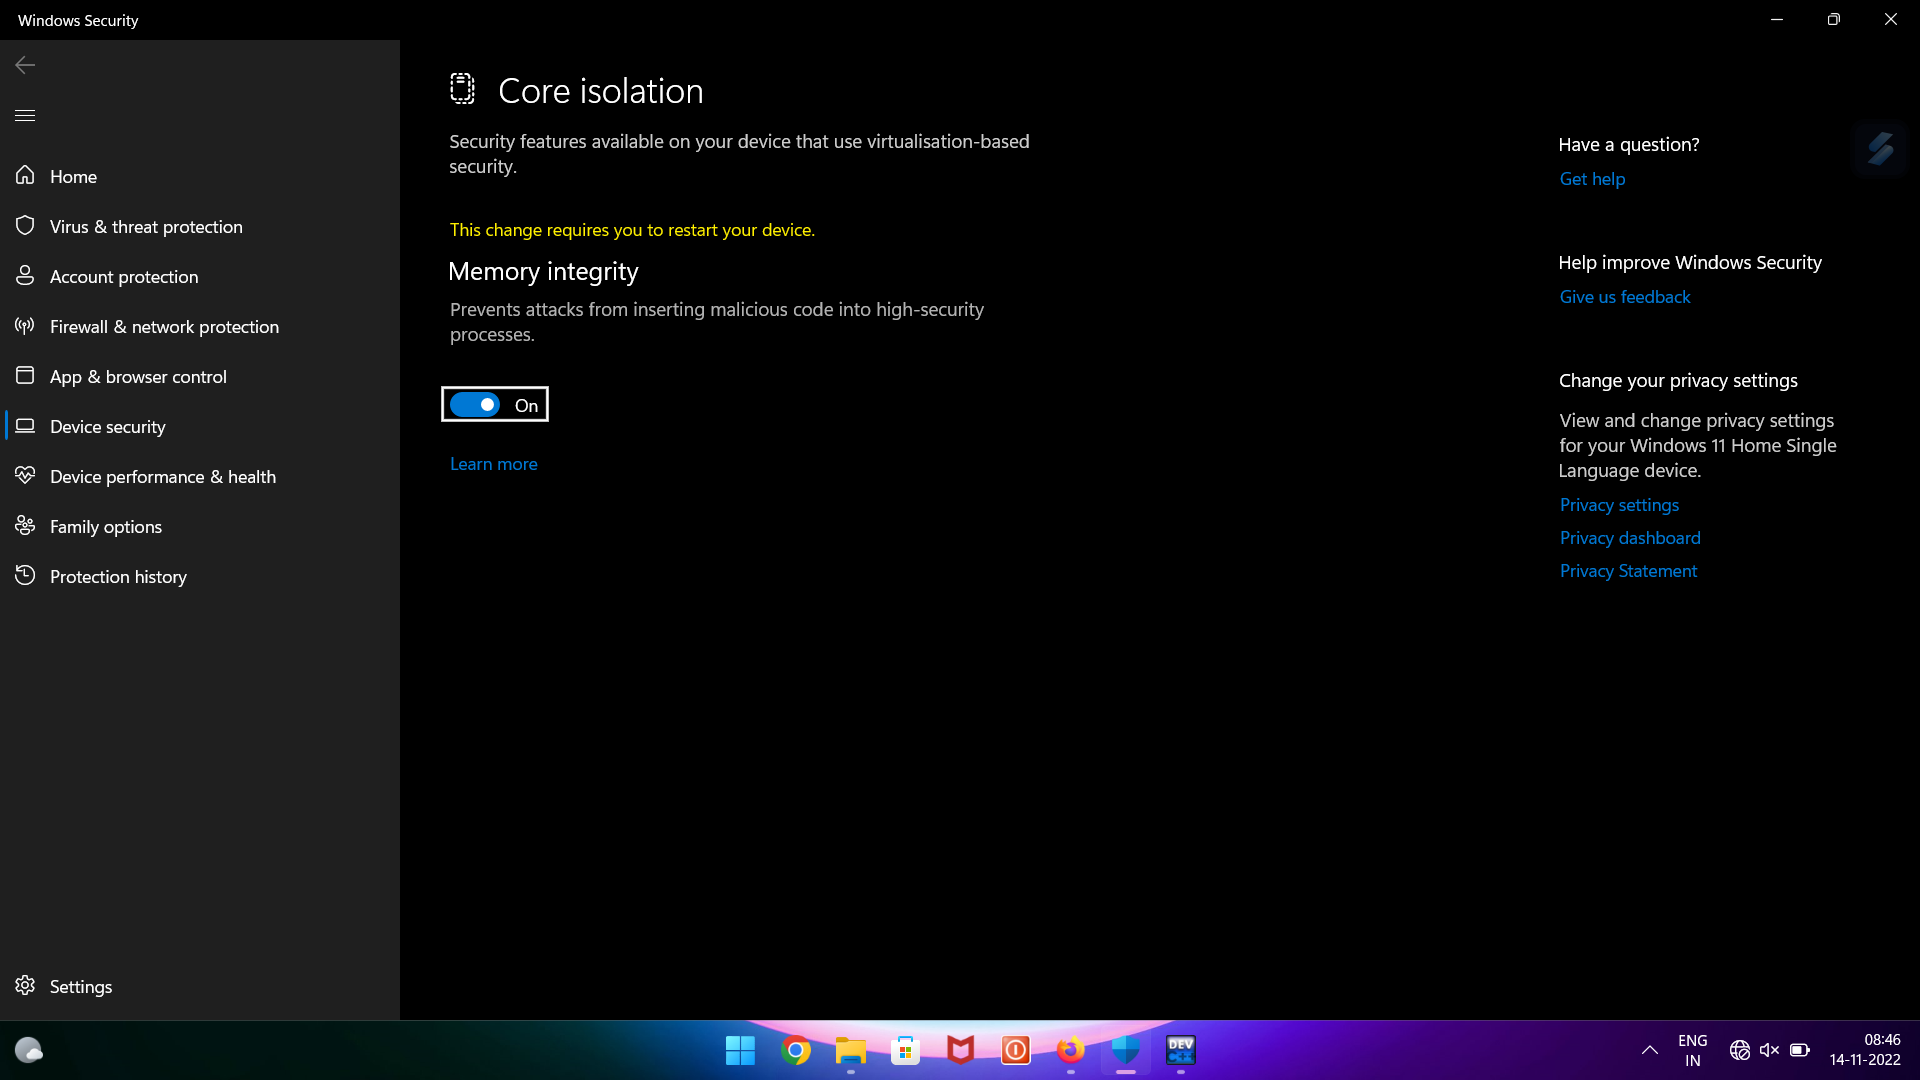 Windows Security
Home
Virus & threat protection
Account protection
Firewall & network protection
App & browser control
Device security
Device performance & health
Family options
Protection history
Settings
Core isolation
Security features available on your device that use virtualisation-based
security.
This change requires you to restart your device.
Memory integrity
Prevents attacks from inserting malicious code into high-security
processes.
On
Learn more
Have a question?
Get help
Help improve Windows Security
Give us feedback
Change your privacy settings
View and change privacy settings
for your Windows 11 Home Single
Language device.
Privacy settings
Privacy dashboard
Privacy Statement
DEV
C++
ENG
IN
08:46
14-11-2022